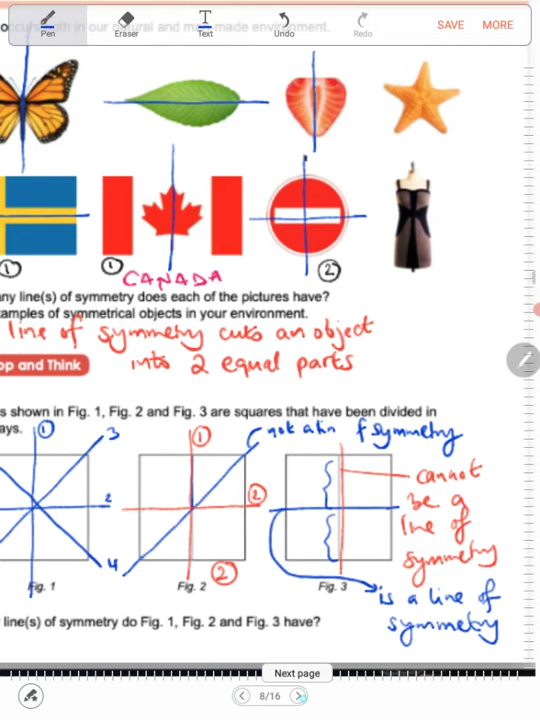 occurs both in our natural and man-made environment.
Pen
Eraser
Text
Undo
Redo
SAVE
MORE
1
1
2
CANADA
any line(s) of symmetry does each of the pictures have?
amples of symmetrical objects in your environment.
line of symmetry cuts an object
into 2 equal parts
op and Think
s shown in Fig. 1, Fig. 2 and Fig. 3 are squares that have been divided in
ays.
1
3
2
4
Fig. 1
1
not a f symmetry
2
2
Fig. 2
cannot
be a
line of
symmetry
Fig. 3
is a line of
symmetry
line(s) of symmetry do Fig. 1, Fig. 2 and Fig. 3 have?
Next page
8/16